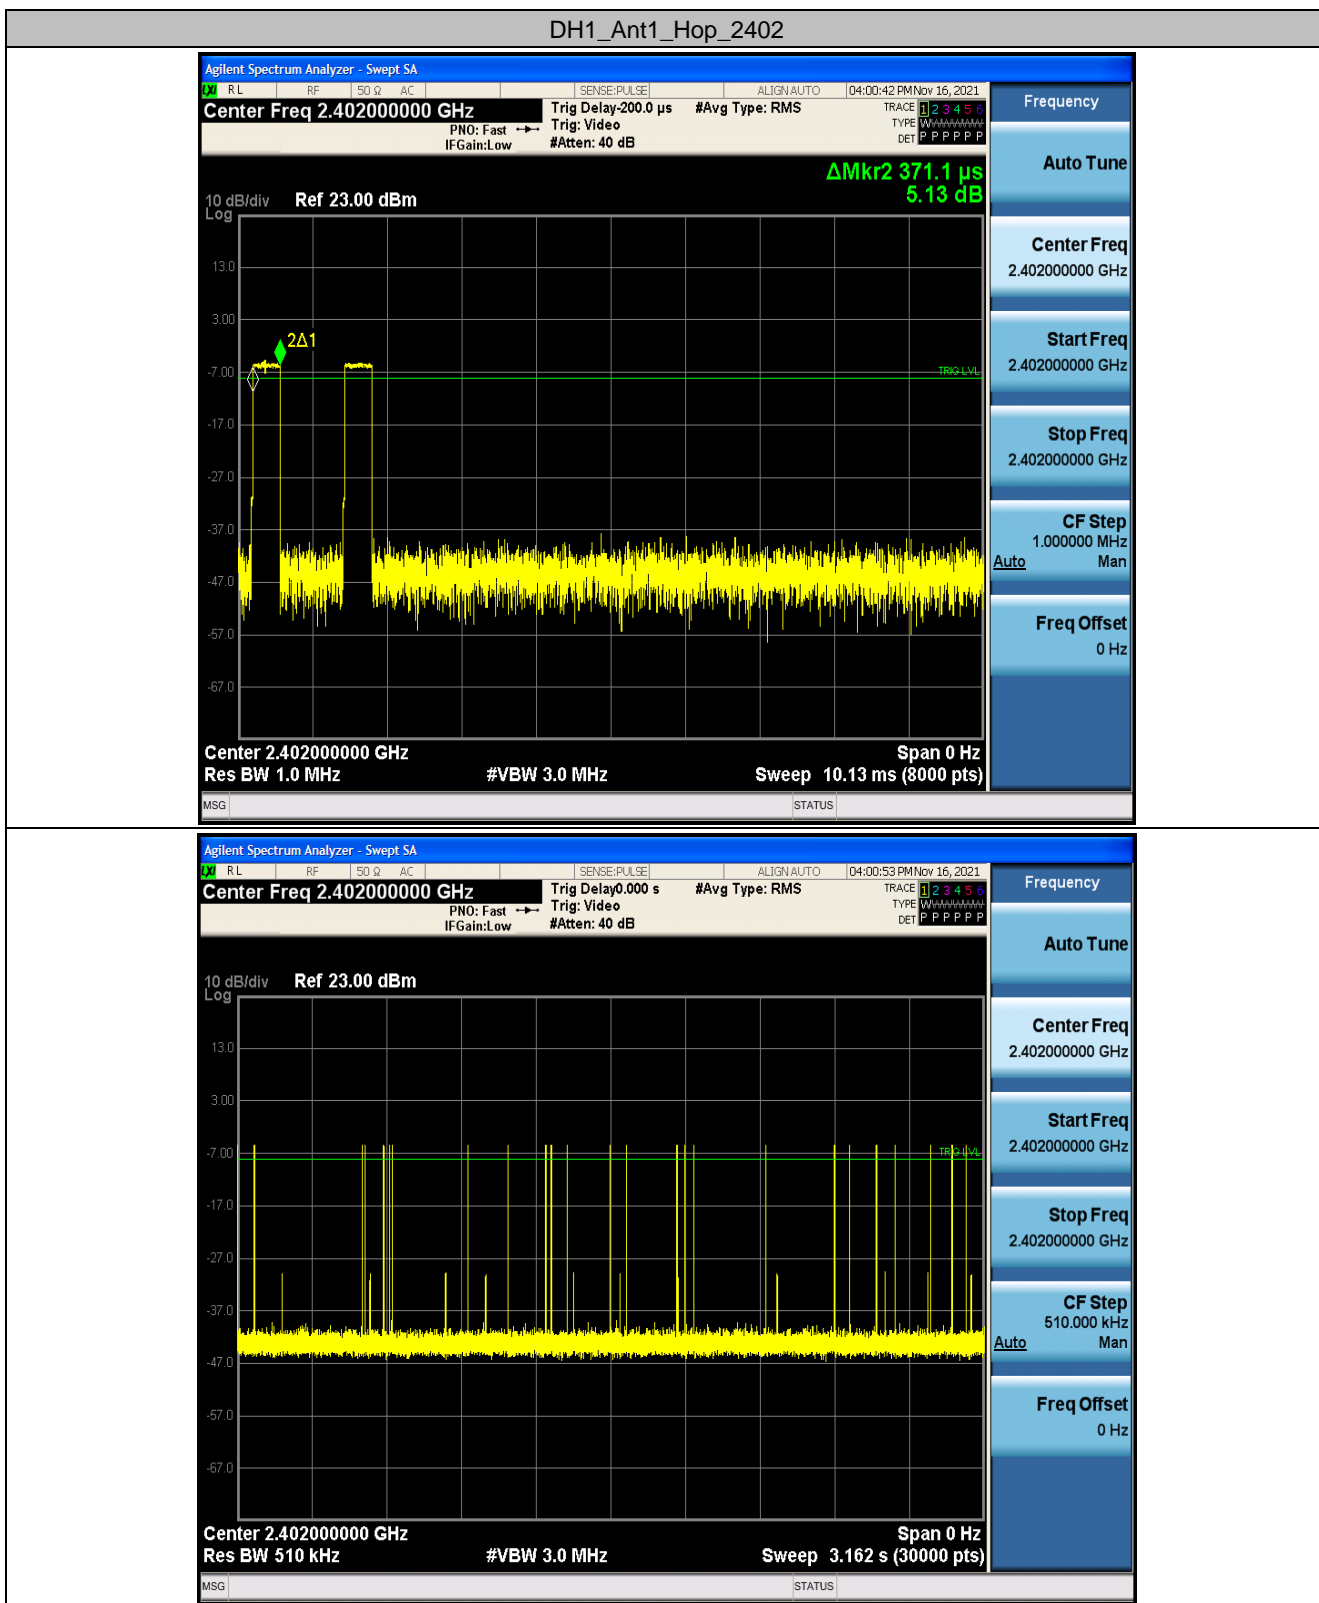 DH1_Ant1_Hop_2402
Agilent Spectrum Analyzer - Swept SA
LXI RL RF 50 Ω AC SENSE:PULSE ALIGN AUTO 04:00:42 PM Nov 16, 2021
Center Freq 2.402000000 GHz
PNO: Fast
IFGain:Low
Trig Delay-200.0 µs
Trig: Video
#Atten: 40 dB
#Avg Type: RMS
TRACE 1 2 3 4 5 6
TYPE WWWWWW
DET P P P P P P
ΔMkr2 371.1 µs
5.13 dB
10 dB/div
Log
Ref 23.00 dBm
13.0
3.00
2Δ1
-7.00
TRIG LVL
-17.0
-27.0
-37.0
-47.0
-57.0
-67.0
Center 2.402000000 GHz
Span 0 Hz
Res BW 1.0 MHz
#VBW 3.0 MHz
Sweep 10.13 ms (8000 pts)
MSG
STATUS
Frequency
Auto Tune
Center Freq
2.402000000 GHz
Start Freq
2.402000000 GHz
Stop Freq
2.402000000 GHz
CF Step
1.000000 MHz
Auto Man
Freq Offset
0 Hz
Agilent Spectrum Analyzer - Swept SA
LXI RL RF 50 Ω AC SENSE:PULSE ALIGN AUTO 04:00:53 PM Nov 16, 2021
Center Freq 2.402000000 GHz
PNO: Fast
IFGain:Low
Trig Delay0.000 s
Trig: Video
#Atten: 40 dB
#Avg Type: RMS
TRACE 1 2 3 4 5 6
TYPE WWWWWW
DET P P P P P P
10 dB/div
Log
Ref 23.00 dBm
13.0
3.00
-7.00
TRIG LVL
-17.0
-27.0
-37.0
-47.0
-57.0
-67.0
Center 2.402000000 GHz
Span 0 Hz
Res BW 510 kHz
#VBW 3.0 MHz
Sweep 3.162 s (30000 pts)
MSG
STATUS
Frequency
Auto Tune
Center Freq
2.402000000 GHz
Start Freq
2.402000000 GHz
Stop Freq
2.402000000 GHz
CF Step
510.000 kHz
Auto Man
Freq Offset
0 Hz